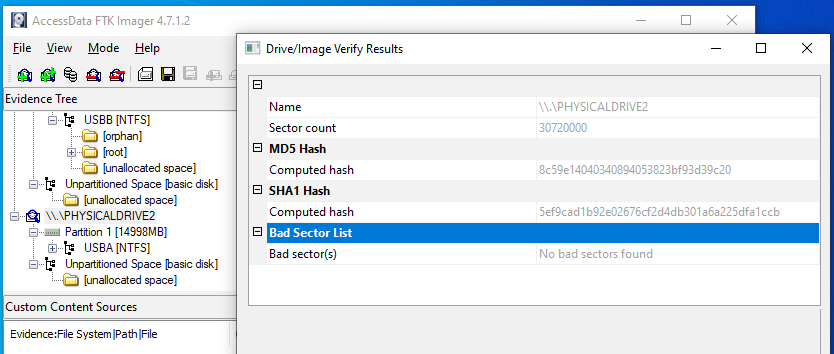 AccessData FTK Imager 4.7.1.2
File View Mode Help
Evidence Tree
USBB [NTFS]
[orphan]
[root]
[unallocated space]
Unpartitioned Space [basic disk]
[unallocated space]
\\.\PHYSICALDRIVE2
Partition 1 [14998MB]
USBA [NTFS]
Unpartitioned Space [basic disk]
[unallocated space]
Custom Content Sources
Evidence:File System|Path|File
Drive/Image Verify Results
Name \\.\PHYSICALDRIVE2
Sector count 30720000
MD5 Hash
Computed hash 8c59e14040340894053823bf93d39c20
SHA1 Hash
Computed hash 5ef9cad1b92e02676cf2d4db301a6a225dfa1ccb
Bad Sector List
Bad sector(s) No bad sectors found